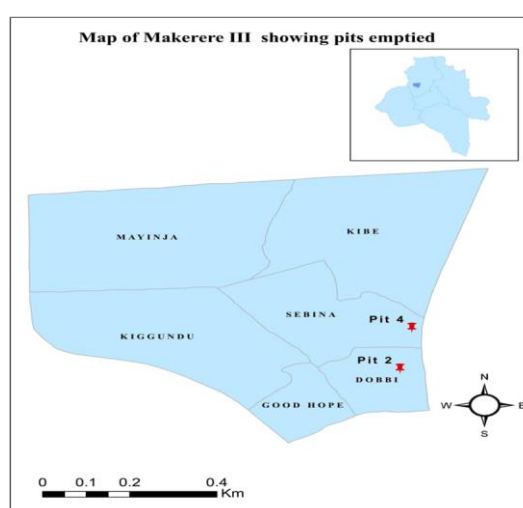 Map of Makerere III showing pits emptied
MAYINJA
KIBE
SEBINA
Pit 4
KIGGUNDU
Pit 2
DOBBI
GOOD HOPE
N
W
E
S
0 0.1 0.2 0.4
Km